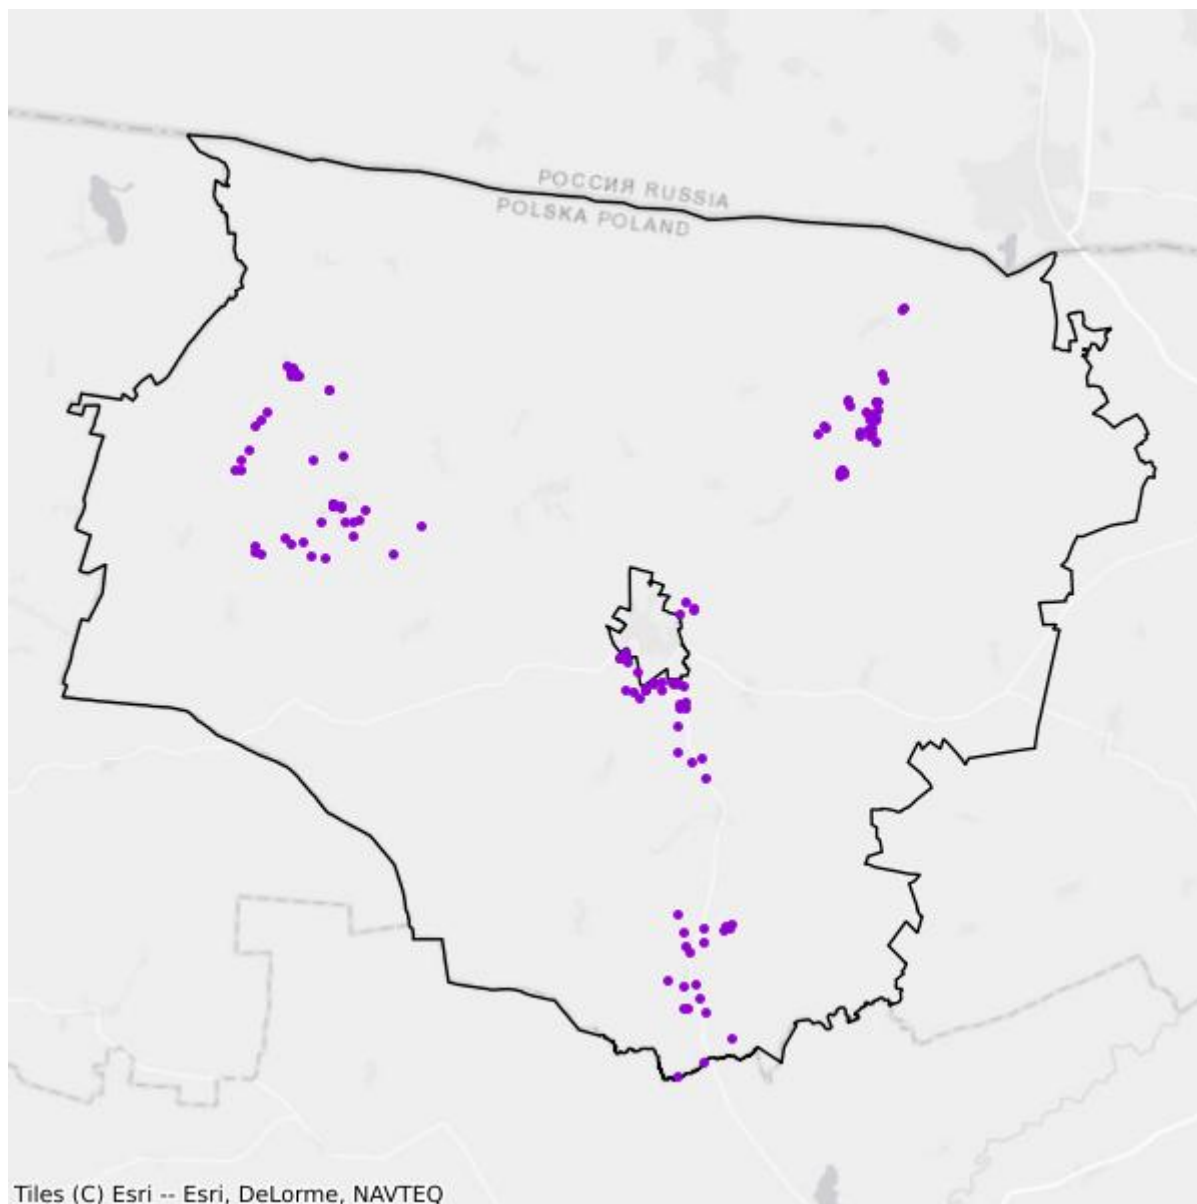 РОССИЯ RUSSIA
POLSKA POLAND
Tiles (C) Esri -- Esri, DeLorme, NAVTEQ